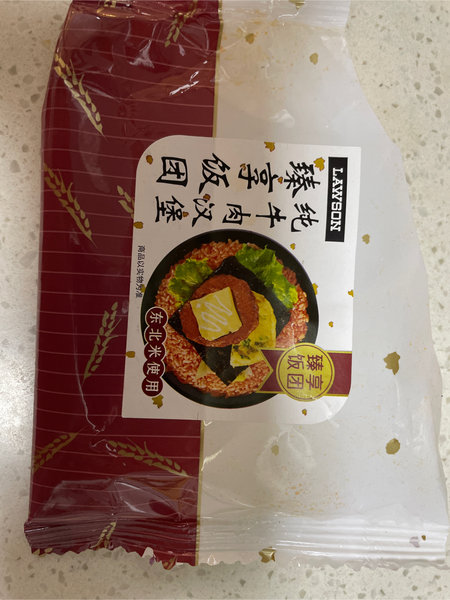 LAWSON
纯牛肉汉堡
臻享饭团
臻享
饭团
东北米使用
商品以实物为准